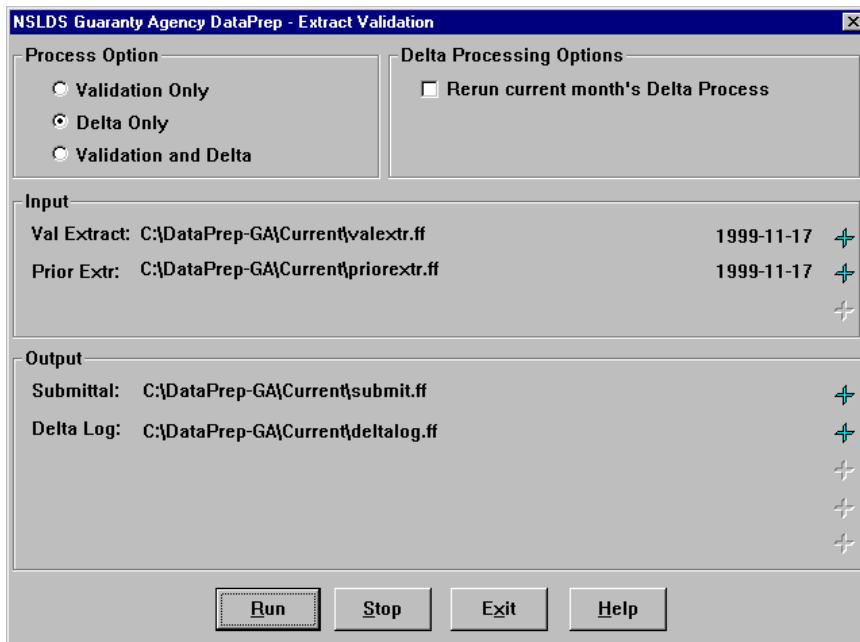 NSLDS Guaranty Agency DataPrep - Extract Validation
Process Option
Validation Only
Delta Only
Validation and Delta
Delta Processing Options
Rerun current month's Delta Process
Input
Val Extract: C:\DataPrep-GA\Current\valextr.ff 1999-11-17
Prior Extr: C:\DataPrep-GA\Current\priorextr.ff 1999-11-17
Output
Submittal: C:\DataPrep-GA\Current\submit.ff
Delta Log: C:\DataPrep-GA\Current\deltalog.ff
Run Stop Exit Help